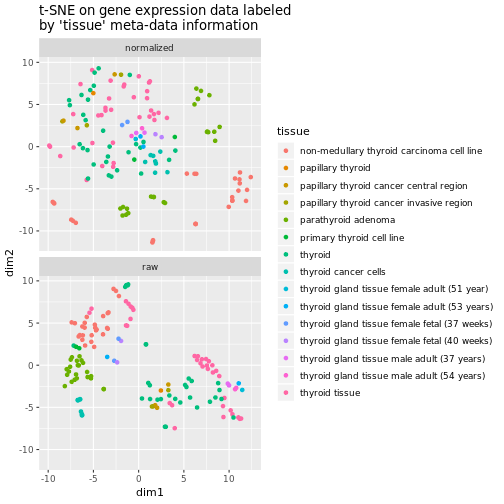 t-SNE on gene expression data labeled
by 'tissue' meta-data information
normalized
10
5
0
-5
-10
raw
10
5
0
-5
-10
-10 -5 0 5 10
dim1
dim2
tissue
non-medullary thyroid carcinoma cell line
papillary thyroid
papillary thyroid cancer central region
papillary thyroid cancer invasive region
parathyroid adenoma
primary thyroid cell line
thyroid
thyroid cancer cells
thyroid gland tissue female adult (51 year)
thyroid gland tissue female adult (53 years)
thyroid gland tissue female fetal (37 weeks)
thyroid gland tissue female fetal (40 weeks)
thyroid gland tissue male adult (37 years)
thyroid gland tissue male adult (54 years)
thyroid tissue